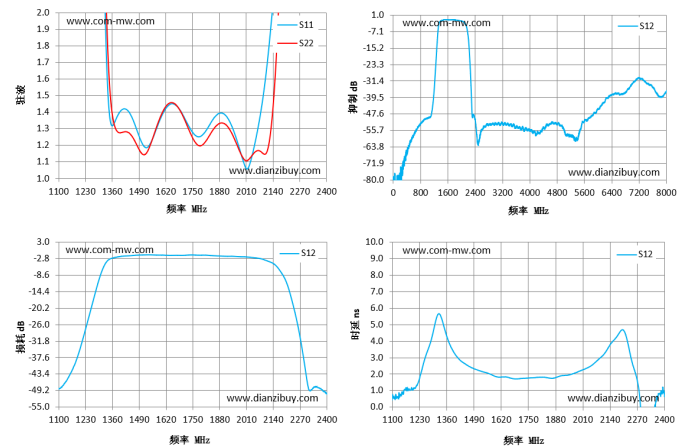 2.0
1.9
1.8
1.7
1.6
1.5
1.4
1.3
1.2
1.1
1.0
驻波
www.com-mw.com
S11
S22
www.dianzibuy.com
1100 1230 1360 1490 1620 1750 1880 2010 2140 2270 2400
频率 MHz
1.0
-7.1
-15.2
-23.3
-31.4
-39.5
-47.6
-55.7
-63.8
-71.9
-80.0
抑制 dB
www.com-mw.com
S12
www.dianzibuy.com
0 800 1600 2400 3200 4000 4800 5600 6400 7200 8000
频率 MHz
3.0
-2.8
-8.6
-14.4
-20.2
-26.0
-31.8
-37.6
-43.4
-49.2
-55.0
损耗 dB
www.com-mw.com
S12
www.dianzibuy.com
1100 1230 1360 1490 1620 1750 1880 2010 2140 2270 2400
频率 MHz
10.0
9.0
8.0
7.0
6.0
5.0
4.0
3.0
2.0
1.0
0.0
时延 ns
www.com-mw.com
S12
www.dianzibuy.com
1100 1230 1360 1490 1620 1750 1880 2010 2140 2270 2400
频率 MHz